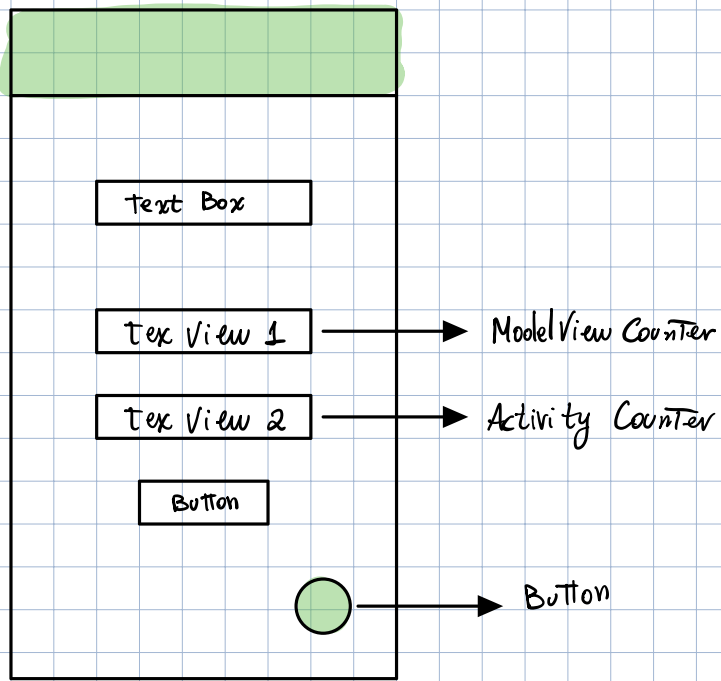 Text Box
Tex View 1
ModelView Counter
Tex View 2
Activity Counter
Button
Button